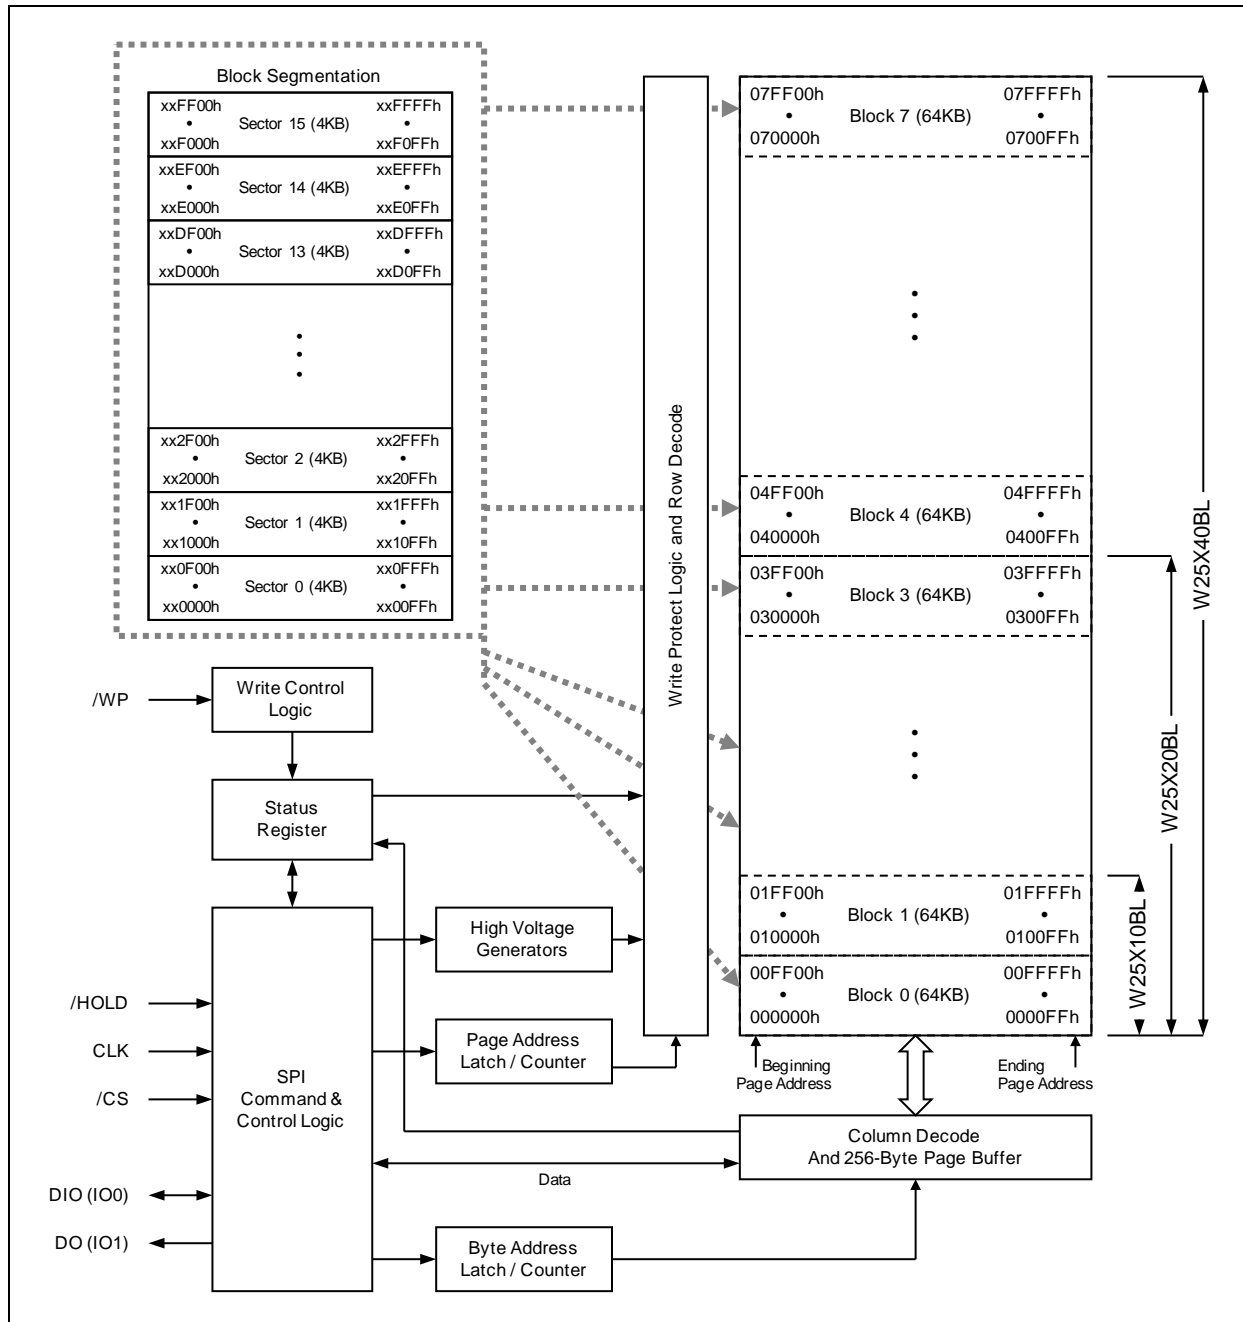 Block Segmentation
xxFF00h xxFFFFh
• Sector 15 (4KB) •
xxF000h xxF0FFh
xxEF00h xxEFFFh
• Sector 14 (4KB) •
xxE000h xxE0FFh
xxDF00h xxDFFFh
• Sector 13 (4KB) •
xxD000h xxD0FFh
xx2F00h xx2FFFh
• Sector 2 (4KB) •
xx2000h xx20FFh
xx1F00h xx1FFFh
• Sector 1 (4KB) •
xx1000h xx10FFh
xx0F00h xx0FFFh
• Sector 0 (4KB) •
xx0000h xx00FFh
Write Protect Logic and Row Decode
07FF00h 07FFFFh
• Block 7 (64KB) •
070000h 0700FFh
04FF00h 04FFFFh
• Block 4 (64KB) •
040000h 0400FFh
03FF00h 03FFFFh
• Block 3 (64KB) •
030000h 0300FFh
01FF00h 01FFFFh
• Block 1 (64KB) •
010000h 0100FFh
00FF00h 00FFFFh
• Block 0 (64KB) •
000000h 0000FFh
W25X10BL
W25X20BL
W25X40BL
Beginning
Page Address
Ending
Page Address
/WP
Write Control
Logic
Status
Register
High Voltage
Generators
/HOLD
CLK
/CS
DIO (IO0)
DO (IO1)
SPI
Command &
Control Logic
Page Address
Latch / Counter
Column Decode
And 256-Byte Page Buffer
Data
Byte Address
Latch / Counter